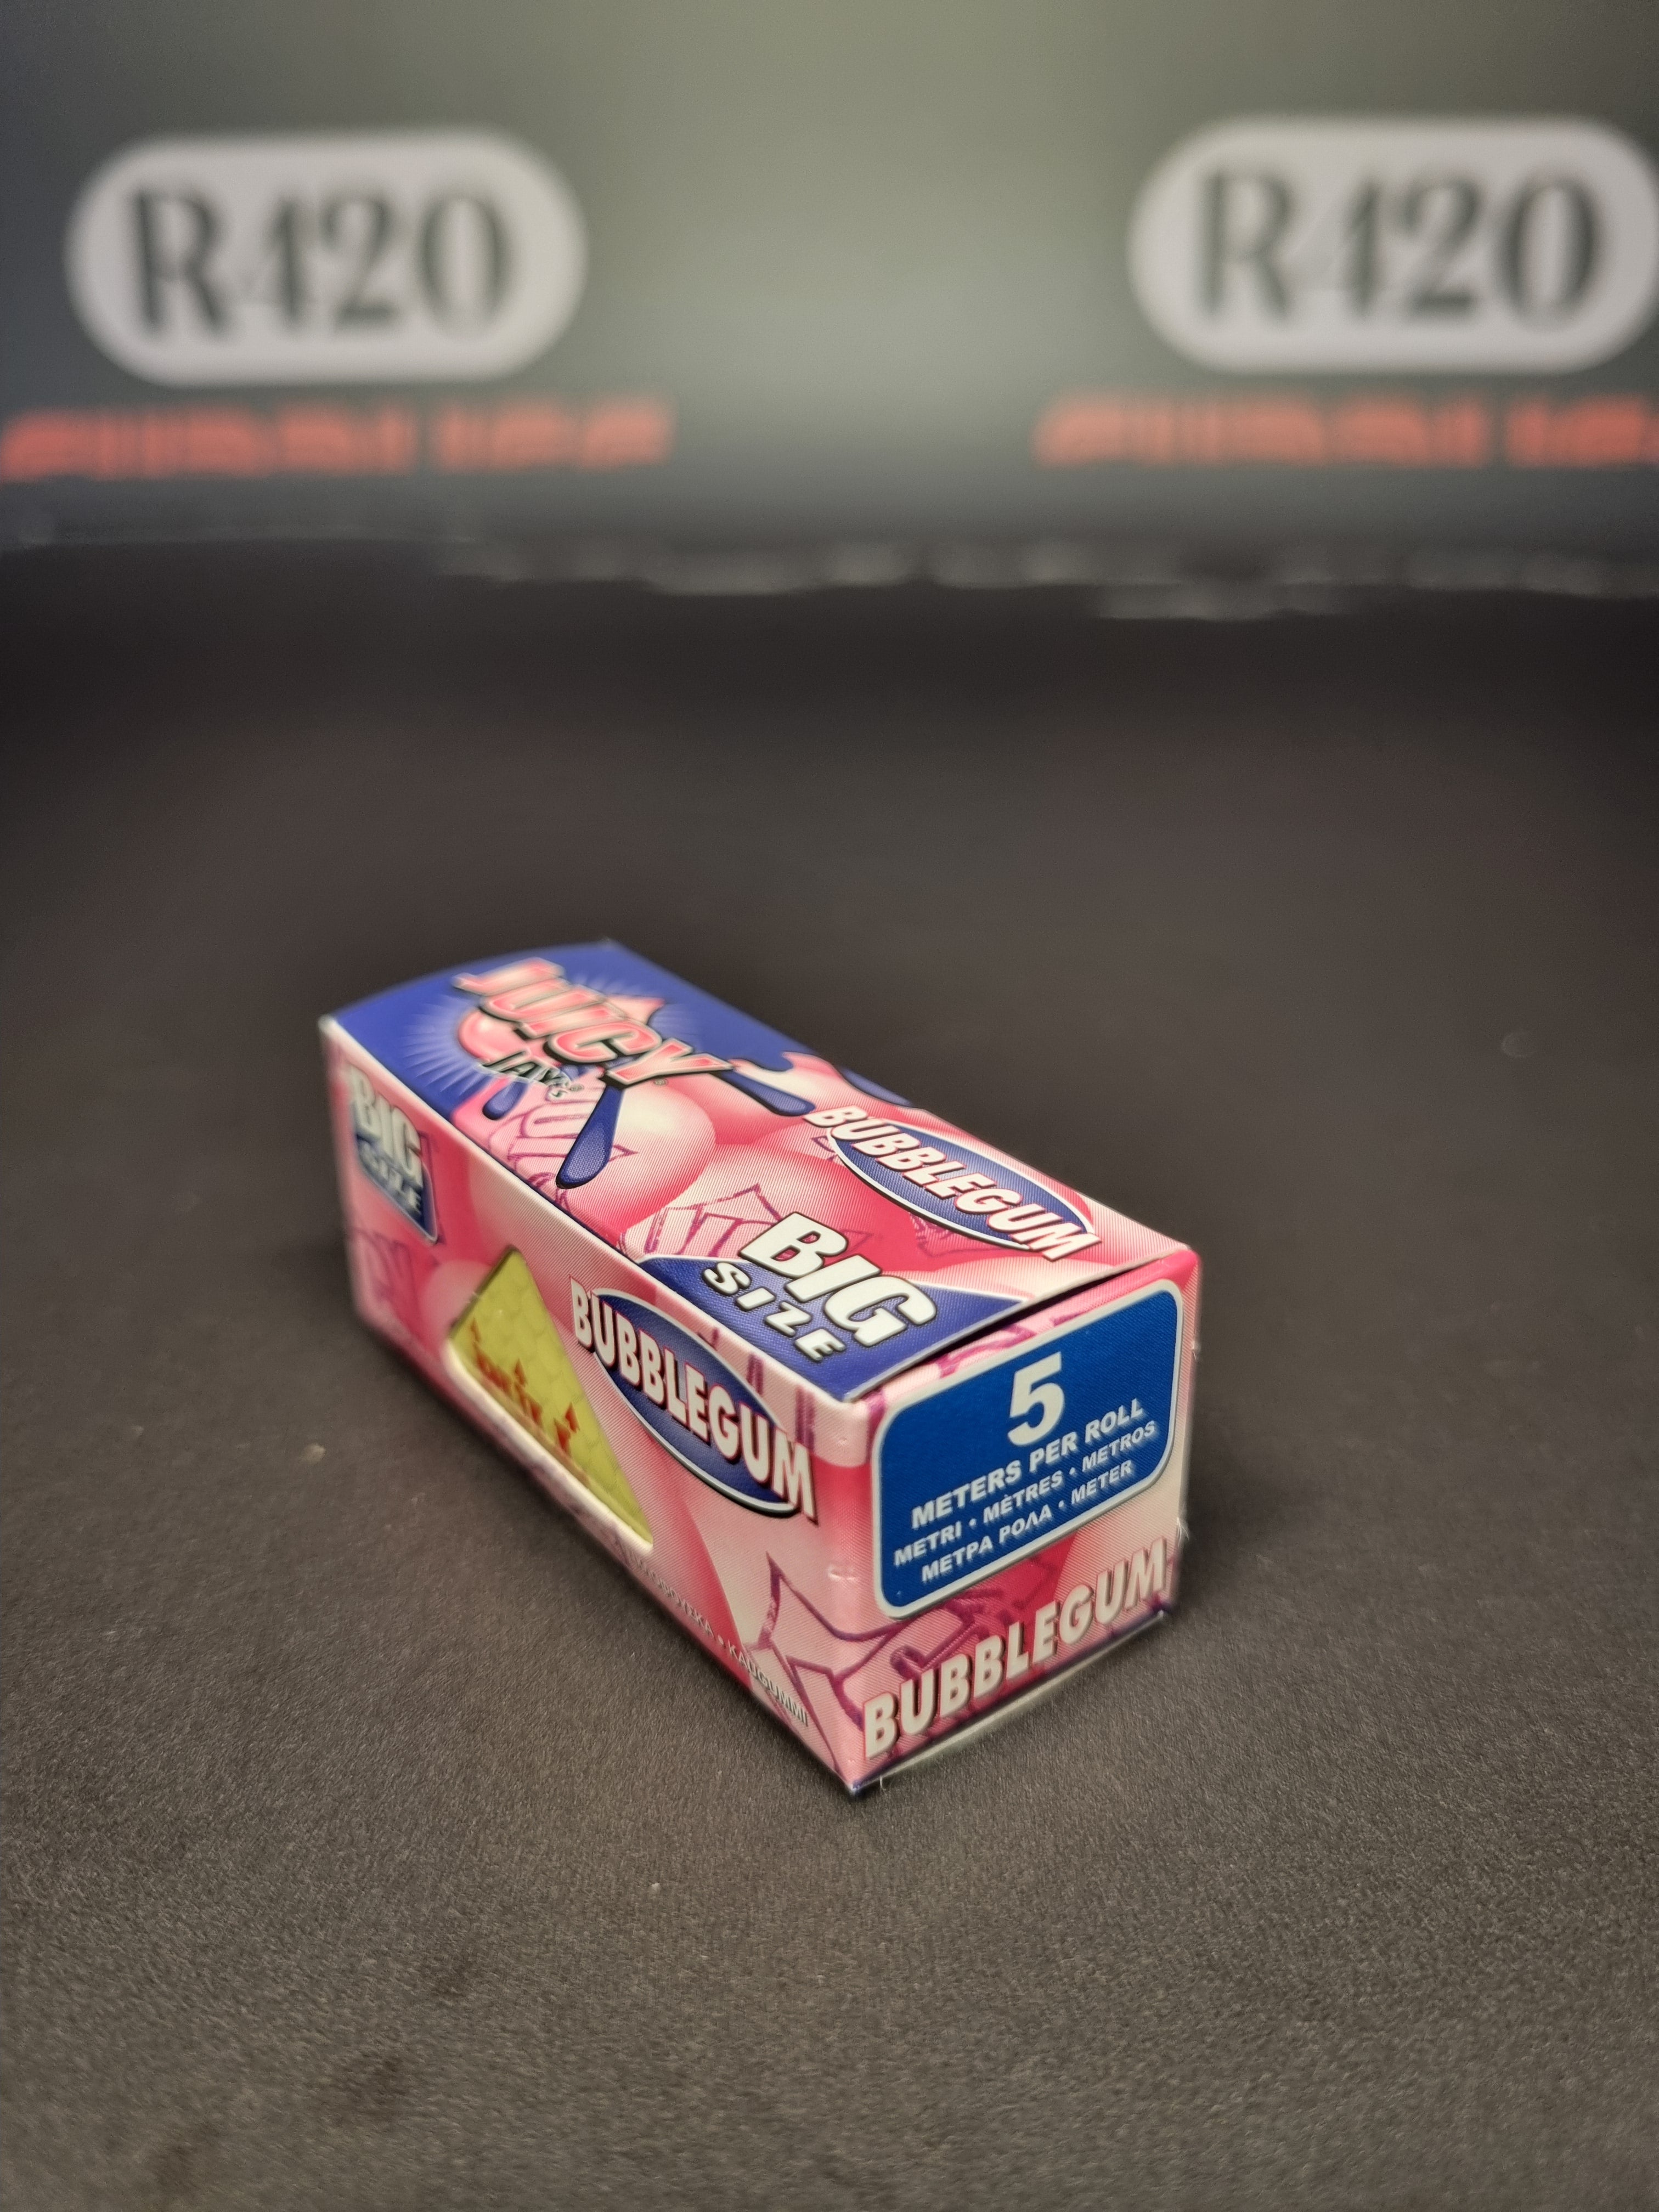 R420
R420
JUICY
JAY'S
BUBBLEGUM
BIG
SIZE
BIG
SIZE
BUBBLEGUM
5
METERS PER ROLL
METRI • MÈTRES • METROS
ΜΕΤΡΑ ΡΟΛΑ • METER
BUBBLEGUM
KAUGUMMI